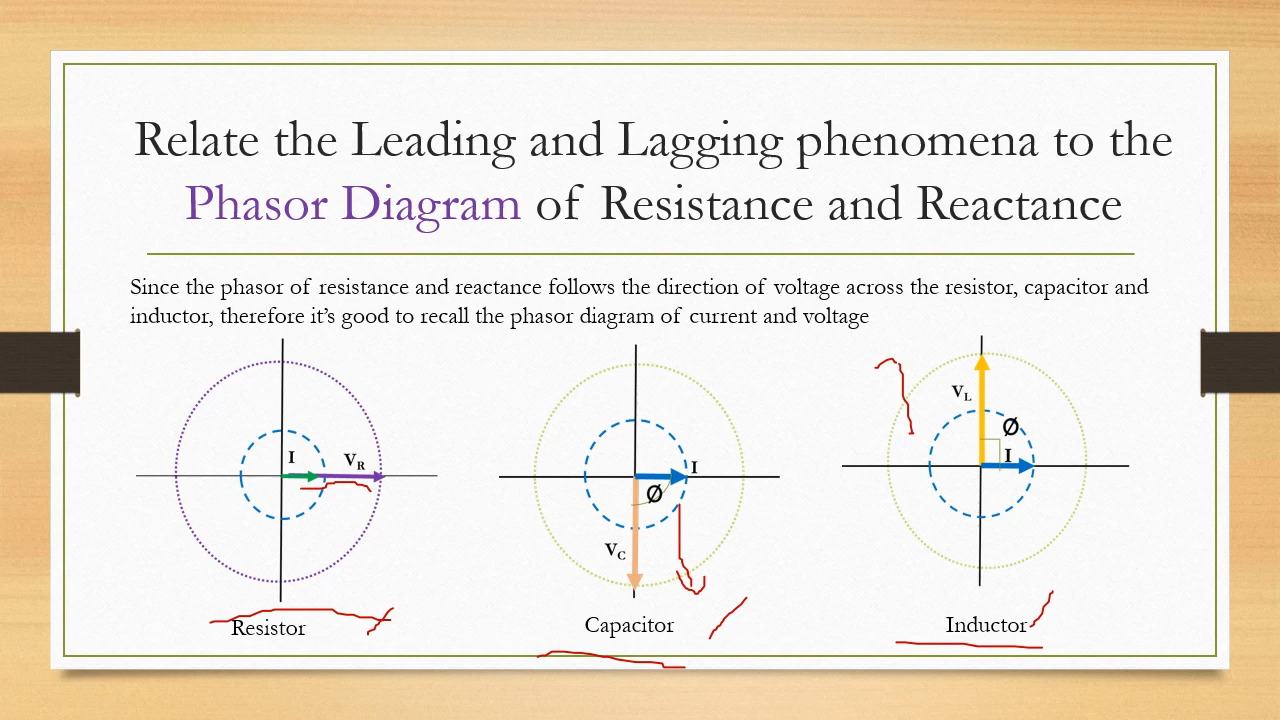 Relate the Leading and Lagging phenomena to the
Phasor Diagram of Resistance and Reactance
Since the phasor of resistance and reactance follows the direction of voltage across the resistor, capacitor and
inductor, therefore it’s good to recall the phasor diagram of current and voltage
I
VR
Resistor
I
Ø
VC
Capacitor
VL
Ø
I
Inductor